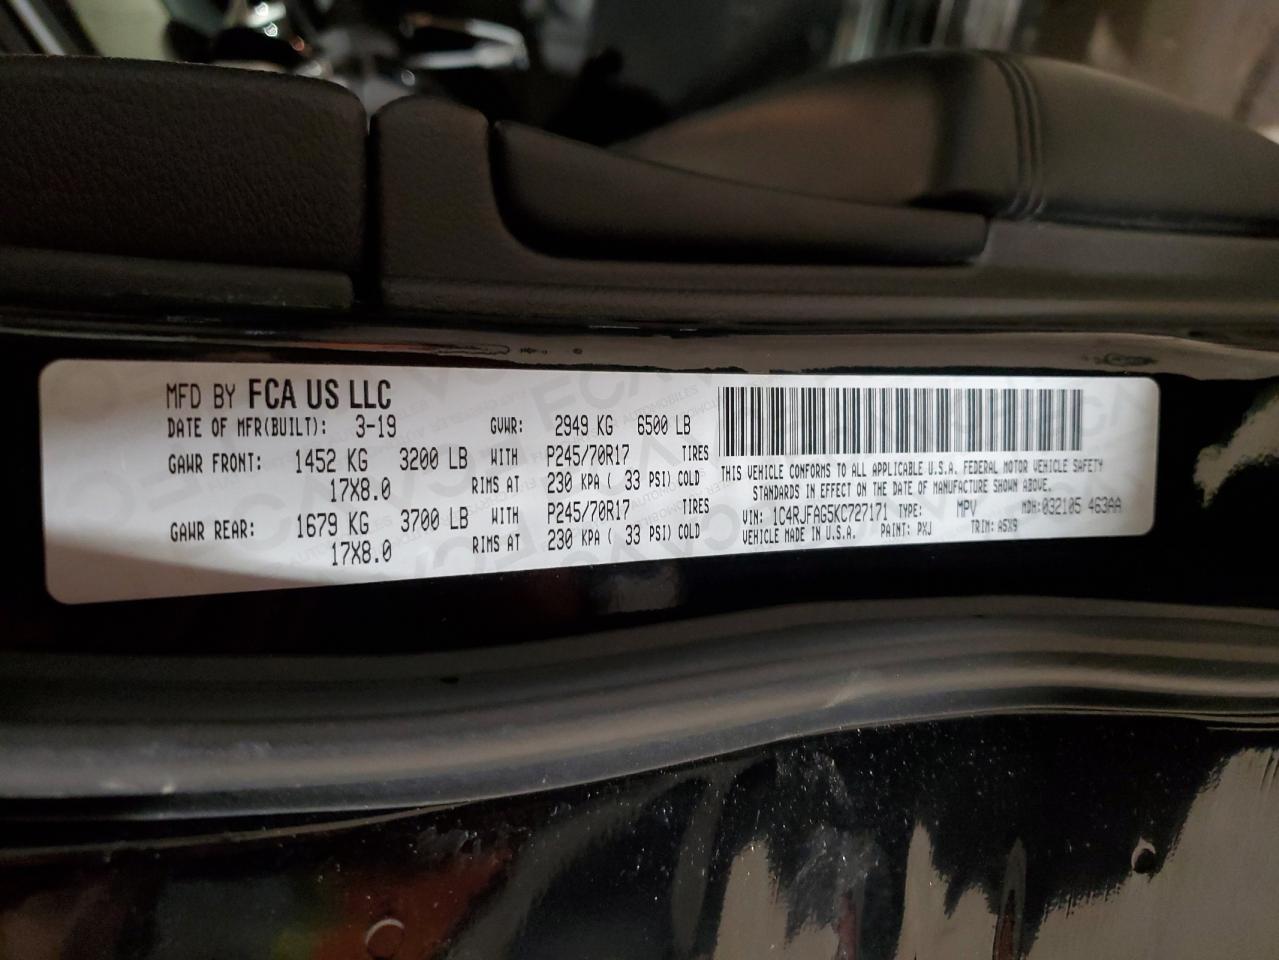 MFD BY FCA US LLC
DATE OF MFR(BUILT): 3-19 GVWR: 2949 KG 6500 LB
GAWR FRONT: 1452 KG 3200 LB WITH P245/70R17 TIRES
17X8.0 RIMS AT 230 KPA ( 33 PSI) COLD
GAWR REAR: 1679 KG 3700 LB WITH P245/70R17 TIRES
17X8.0 RIMS AT 230 KPA ( 33 PSI) COLD
THIS VEHICLE CONFORMS TO ALL APPLICABLE U.S.A. FEDERAL MOTOR VEHICLE SAFETY
STANDARDS IN EFFECT ON THE DATE OF MANUFACTURE SHOWN ABOVE.
VIN: 1C4RJFAG5KC727171 TYPE: MPV MDH:032105 463AA
VEHICLE MADE IN U.S.A. PAINT: PXJ TRIM: A5X9